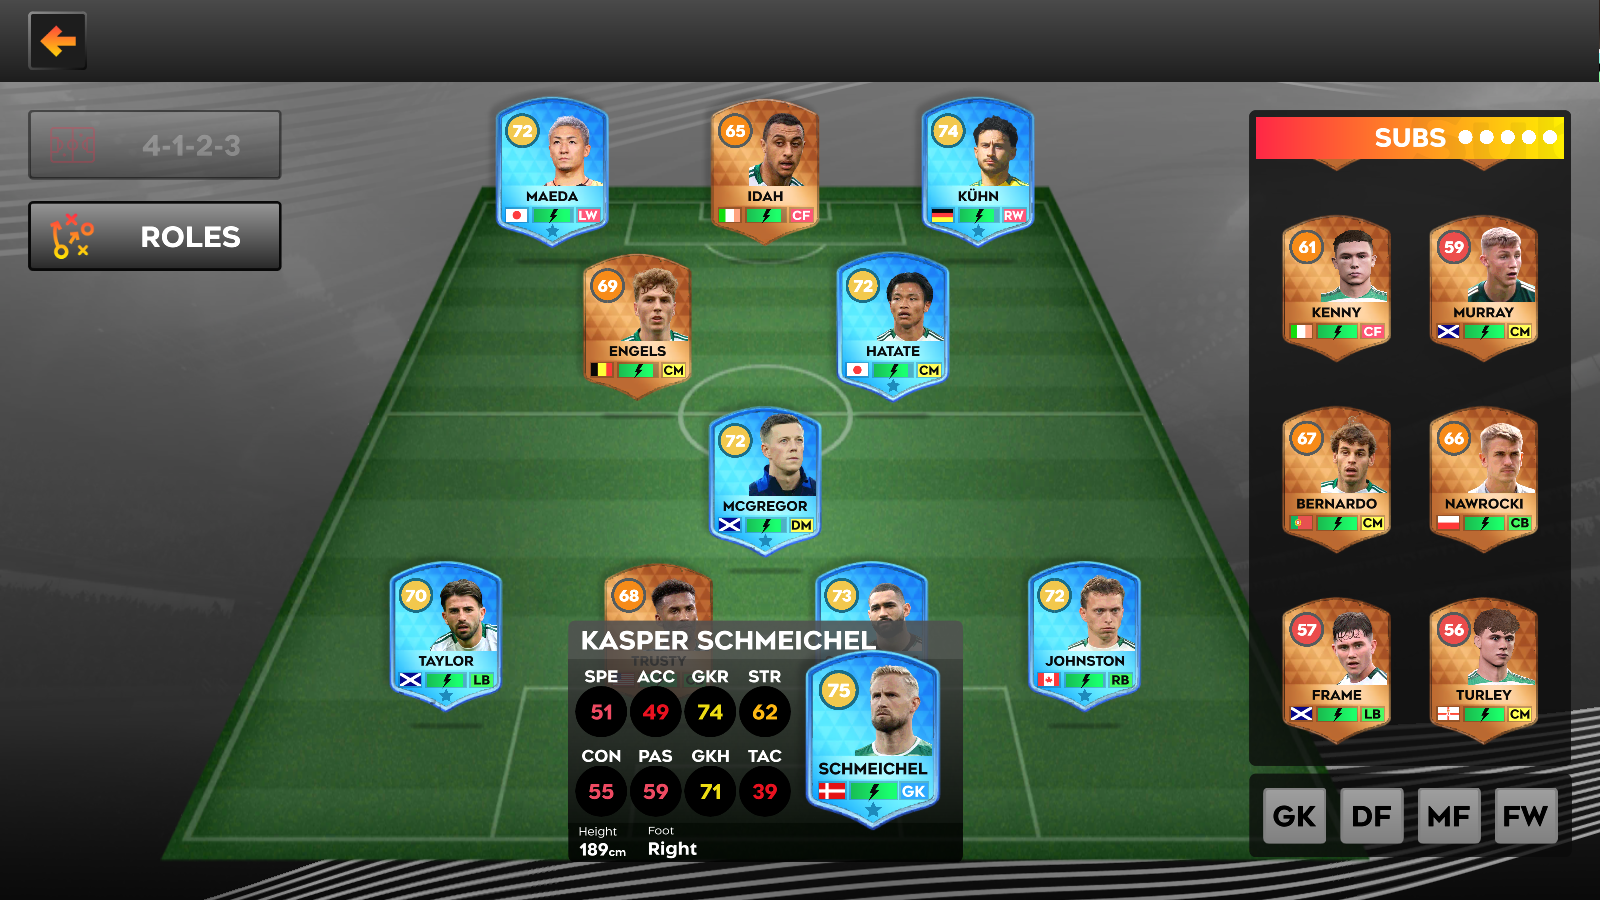 4-1-2-3
ROLES
72
MAEDA
LW
65
IDAH
CF
74
KÜHN
RW
69
ENGELS
CM
72
HATATE
CM
72
MCGREGOR
DM
70
TAYLOR
LB
68
TRUSTY
73
72
JOHNSTON
RB
KASPER SCHMEICHEL
SPE ACC GKR STR
51 49 74 62
CON PAS GKH TAC
55 59 71 39
Height Foot
189cm Right
75
SCHMEICHEL
GK
SUBS
61
KENNY
CF
59
MURRAY
CM
67
BERNARDO
CM
66
NAWROCKI
CB
57
FRAME
LB
56
TURLEY
CM
GK DF MF FW